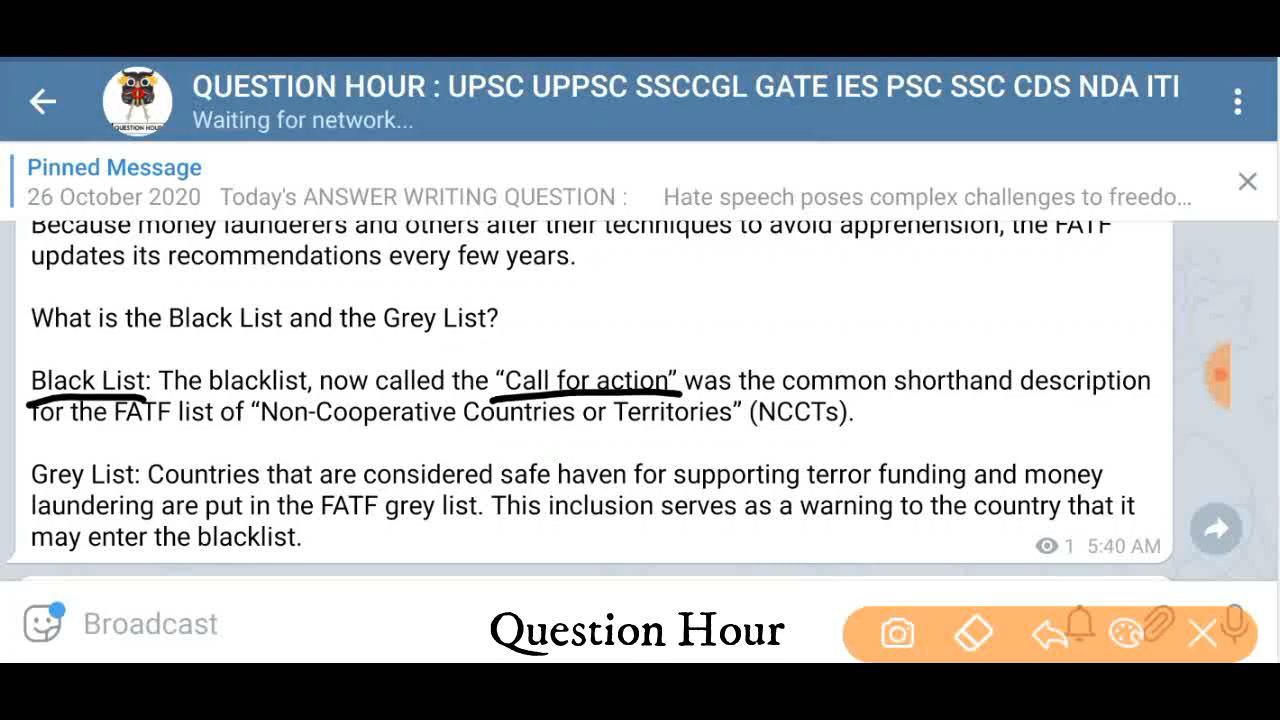 QUESTION HOUR : UPSC UPPSC SSCCGL GATE IES PSC SSC CDS NDA ITI
Waiting for network...
QUESTION HOUR
Pinned Message
26 October 2020 Today's ANSWER WRITING QUESTION : Hate speech poses complex challenges to freedo...
Because money launderers and others alter their techniques to avoid apprehension, the FATF
updates its recommendations every few years.
What is the Black List and the Grey List?
Black List: The blacklist, now called the “Call for action” was the common shorthand description
for the FATF list of “Non-Cooperative Countries or Territories” (NCCTs).
Grey List: Countries that are considered safe haven for supporting terror funding and money
laundering are put in the FATF grey list. This inclusion serves as a warning to the country that it
may enter the blacklist.
1 5:40 AM
Broadcast
Question Hour